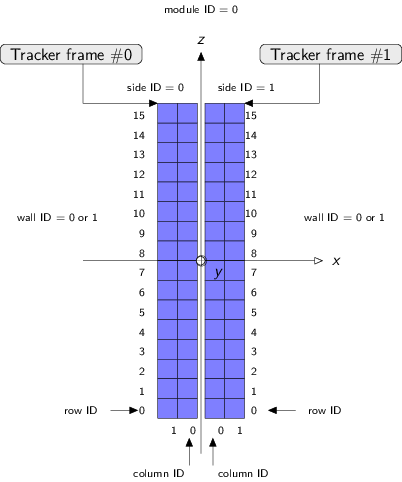 module ID = 0
z
Tracker frame #0
Tracker frame #1
side ID = 0
side ID = 1
15 15
14 14
13 13
12 12
11 11
10 10
wall ID = 0 or 1
wall ID = 0 or 1
9 9
8 8
x
y
7 7
6 6
5 5
4 4
3 3
2 2
1 1
row ID 0 0 row ID
1 0 0 1
column ID column ID